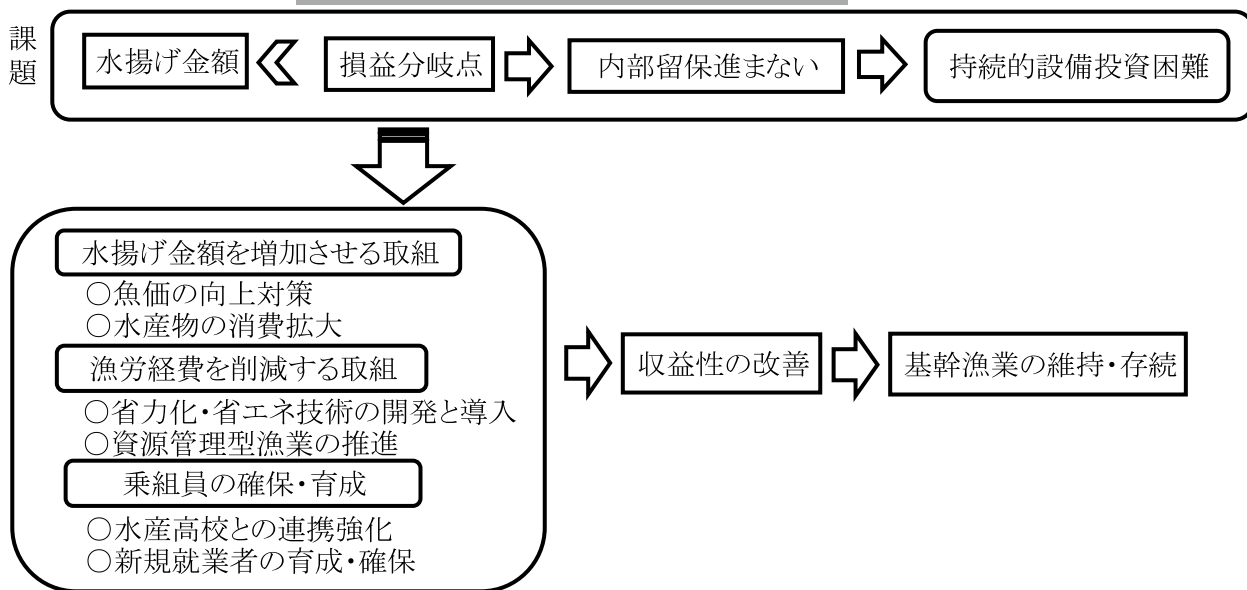 課題
水揚げ金額
損益分岐点
内部留保進まない
持続的設備投資困難
水揚げ金額を増加させる取組
○魚価の向上対策
○水産物の消費拡大
漁労経費を削減する取組
○省力化・省エネ技術の開発と導入
○資源管理型漁業の推進
乗組員の確保・育成
○水産高校との連携強化
○新規就業者の育成・確保
収益性の改善
基幹漁業の維持・存続